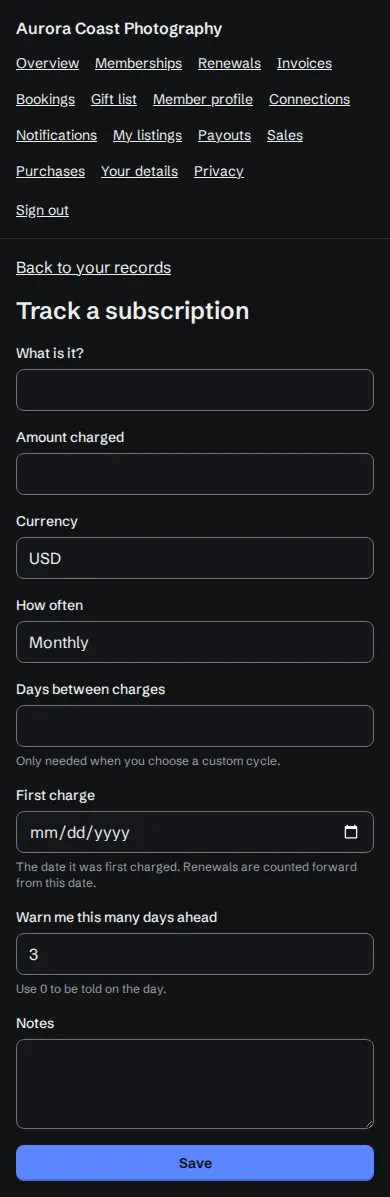 Aurora Coast Photography
Overview Memberships Renewals Invoices
Bookings Gift list Member profile Connections
Notifications My listings Payouts Sales
Purchases Your details Privacy
Sign out
Back to your records
Track a subscription
What is it?
Amount charged
Currency
USD
How often
Monthly
Days between charges
Only needed when you choose a custom cycle.
First charge
mm/dd/yyyy
The date it was first charged. Renewals are counted forward
from this date.
Warn me this many days ahead
3
Use 0 to be told on the day.
Notes
Save